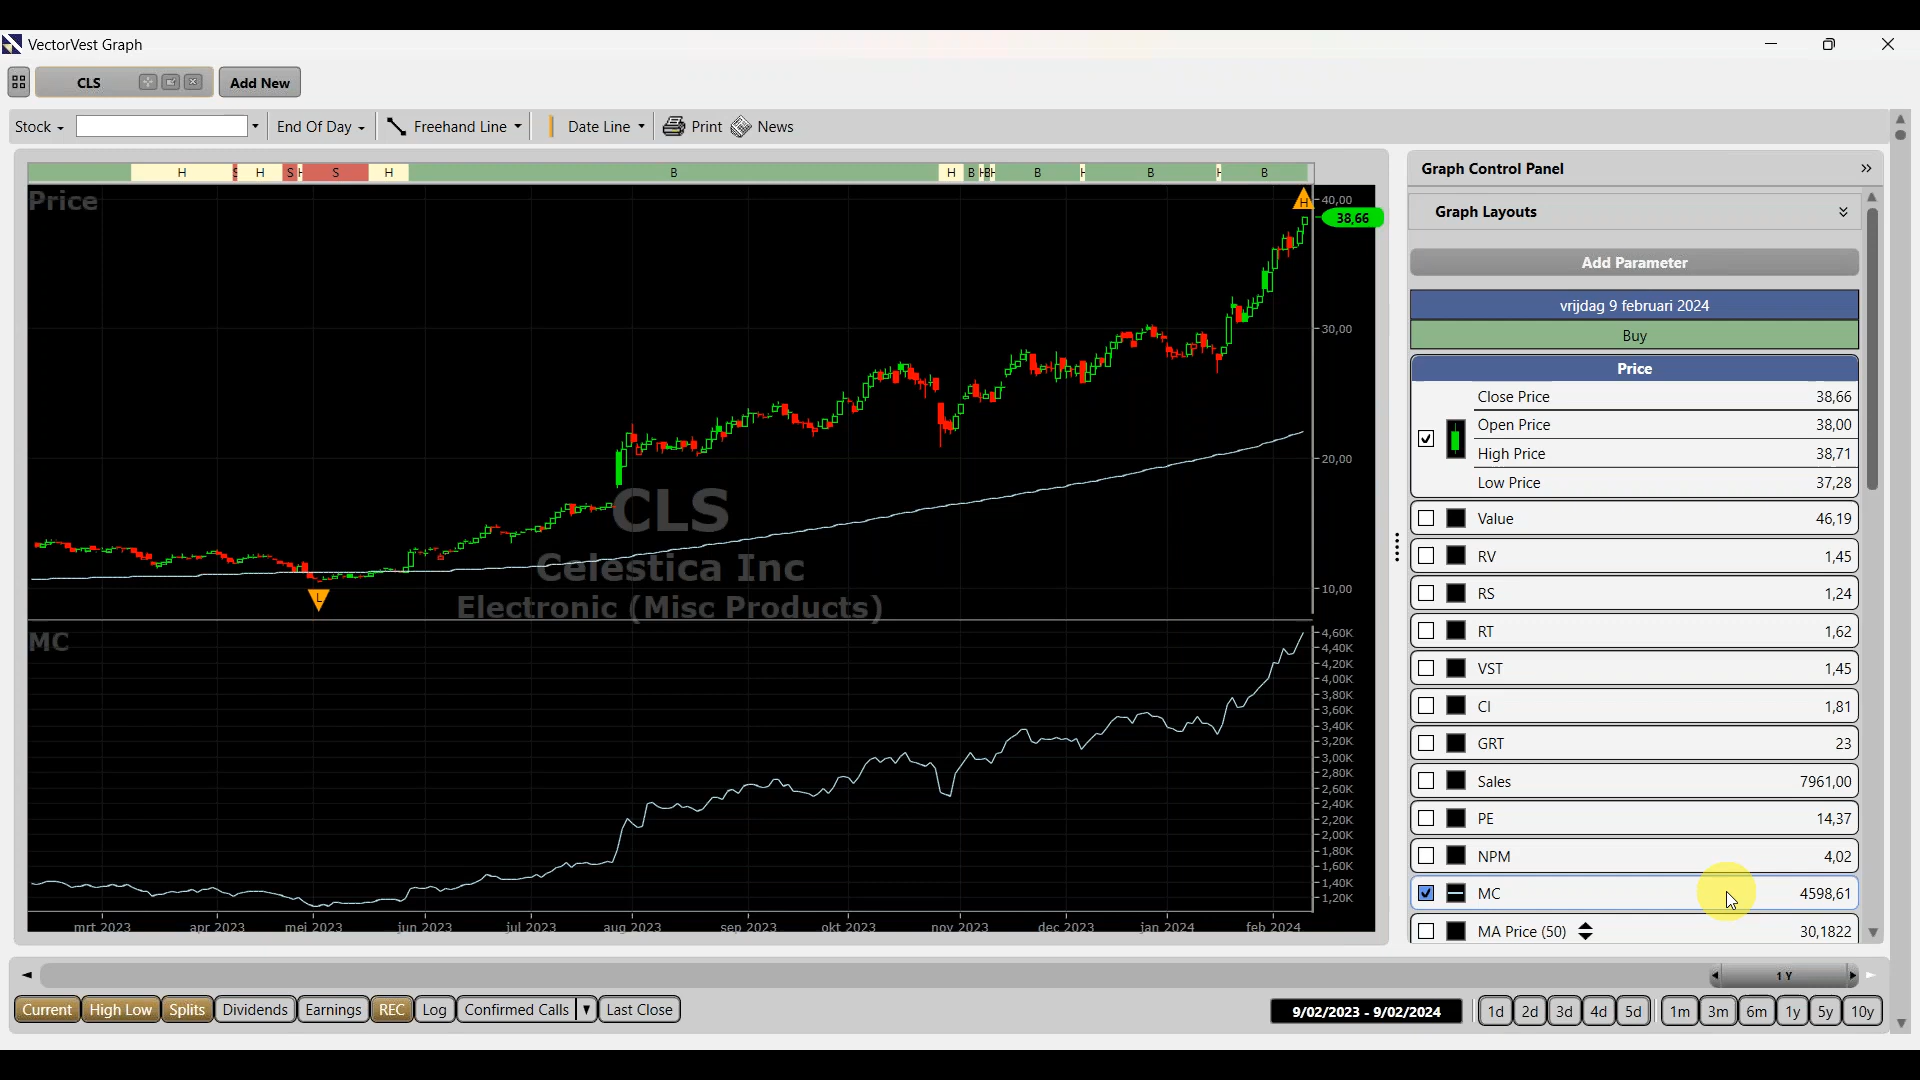 VectorVest Graph
CLS
Add New
Stock
End Of Day
Freehand Line
Date Line
Print
News
H S H S H S H B H B H B H B H B H B
Price
40,00
H
38,66
30,00
20,00
10,00
L
CLS
Celestica Inc
Electronic (Misc Products)
MC
4,60K
4,40K
4,20K
4,00K
3,80K
3,60K
3,40K
3,20K
3,00K
2,80K
2,60K
2,40K
2,20K
2,00K
1,80K
1,60K
1,40K
1,20K
mrt 2023 apr 2023 mei 2023 jun 2023 jul 2023 aug 2023 sep 2023 okt 2023 nov 2023 dec 2023 jan 2024 feb 2024
Graph Control Panel
Graph Layouts
Add Parameter
vrijdag 9 februari 2024
Buy
Price
Close Price 38,66
Open Price 38,00
High Price 38,71
Low Price 37,28
Value 46,19
RV 1,45
RS 1,24
RT 1,62
VST 1,45
CI 1,81
GRT 23
Sales 7961,00
PE 14,37
NPM 4,02
MC 4598,61
MA Price (50) 30,1822
1 Y
Current High Low Splits Dividends Earnings REC Log Confirmed Calls Last Close
9/02/2023 - 9/02/2024
1d 2d 3d 4d 5d 1m 3m 6m 1y 5y 10y